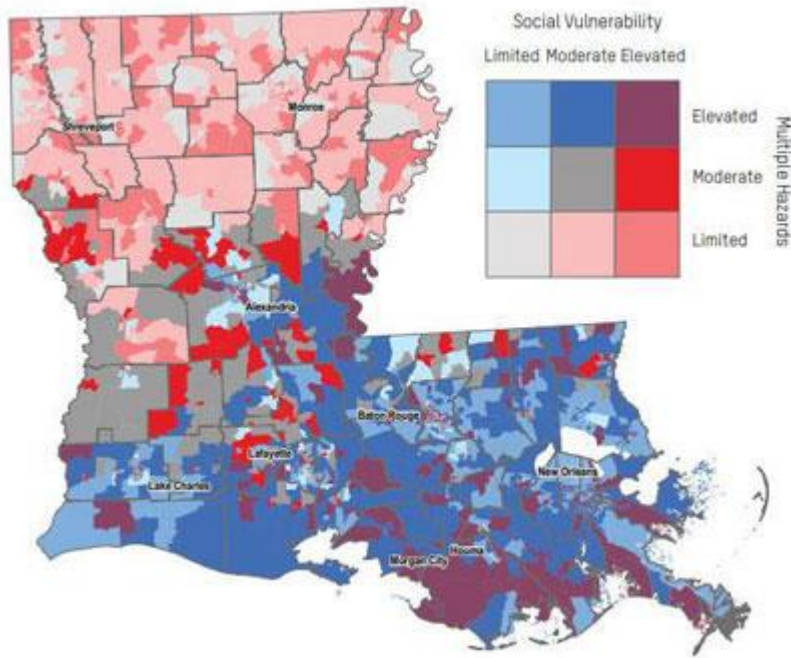 Social Vulnerability
Limited Moderate Elevated
Elevated
Moderate
Limited
Multiple Hazards
Monroe
Shreveport
Alexandria
Baton Rouge
Lafayette
New Orleans
Lake Charles
Houma
Morgan City